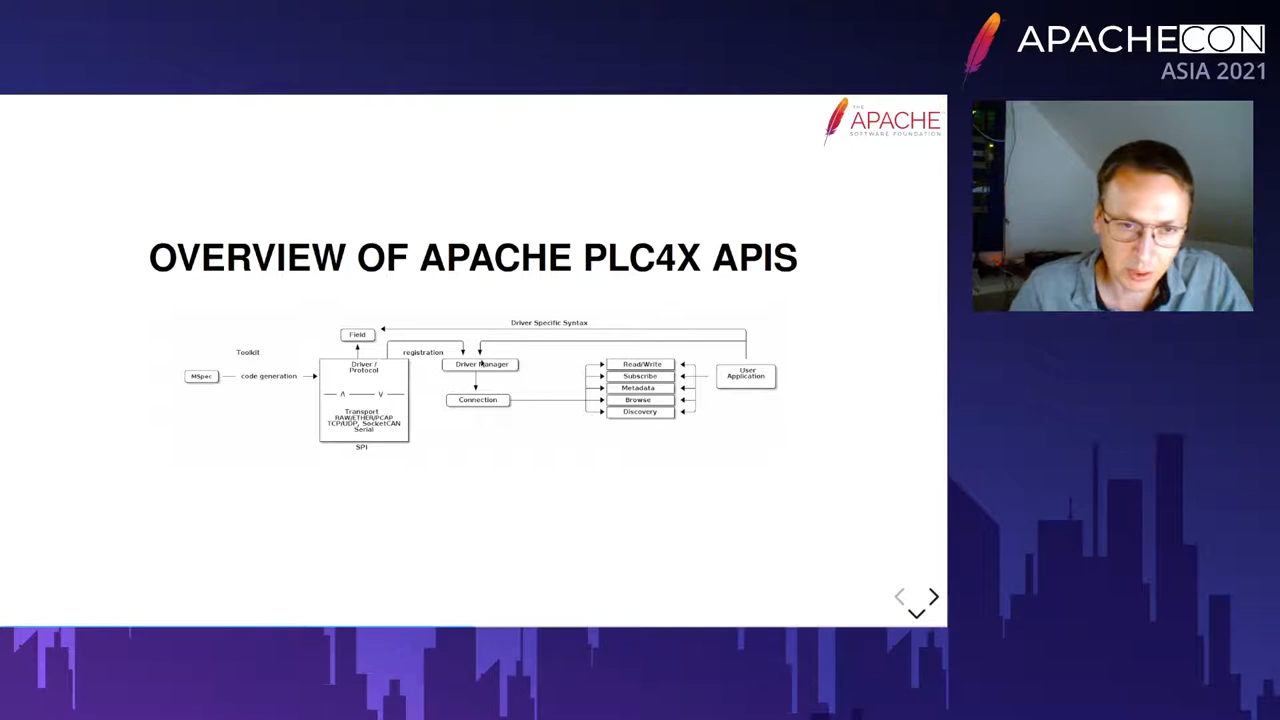 APACHECON
ASIA 2021
THE
APACHE
SOFTWARE FOUNDATION
OVERVIEW OF APACHE PLC4X APIS
Driver Specific Syntax
Field
Toolkit
registration
Driver /
Protocol
Driver Manager
Read/Write
User
Application
MSpec
code generation
Subscribe
Metadata
Connection
Browse
Transport
RAW/ETHER/PCAP
TCP/UDP, SocketCAN
Serial
Discovery
SPI